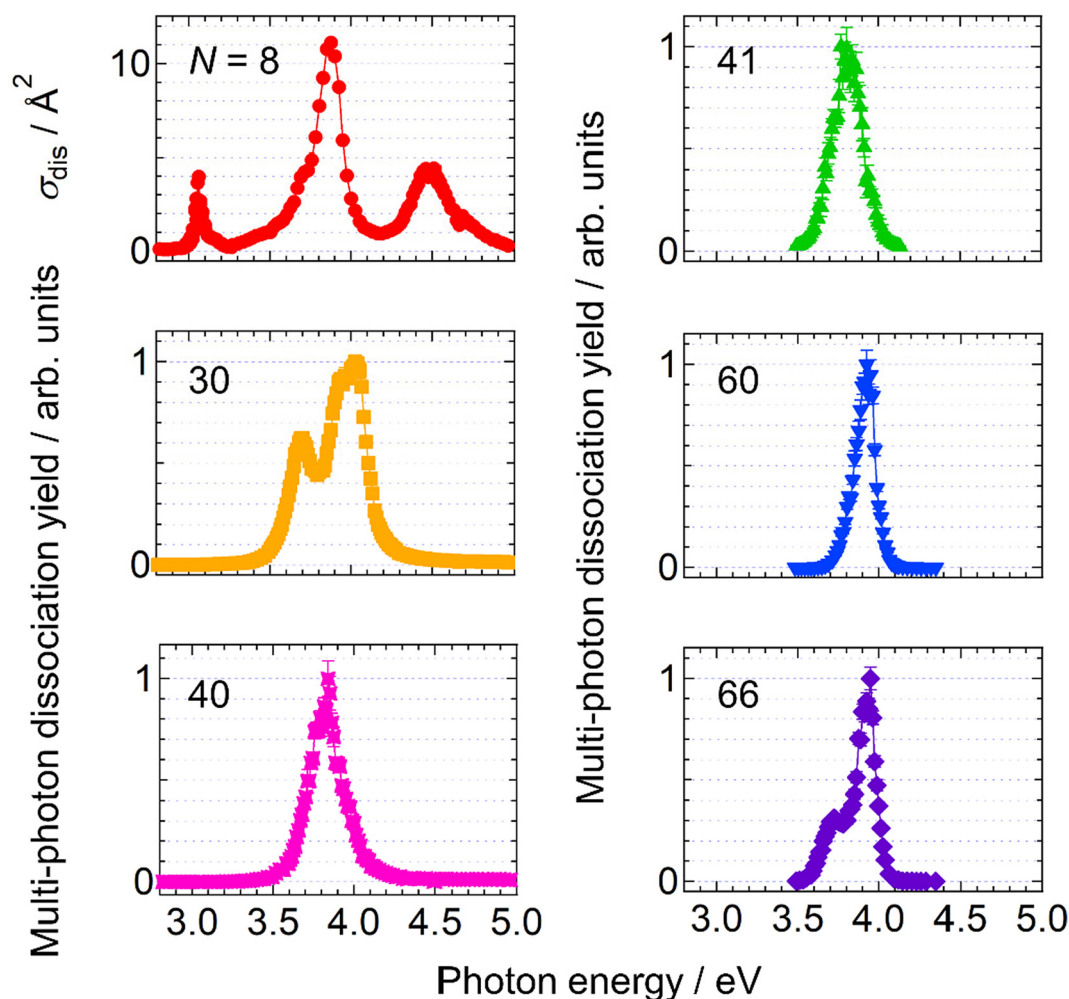 σdis / Å²
Multi-photon dissociation yield / arb. units
N = 8
10
0
30
1
0
40
1
0
3.0 3.5 4.0 4.5 5.0
Multi-photon dissociation yield / arb. units
41
1
0
60
1
0
66
1
0
3.0 3.5 4.0 4.5 5.0
Photon energy / eV